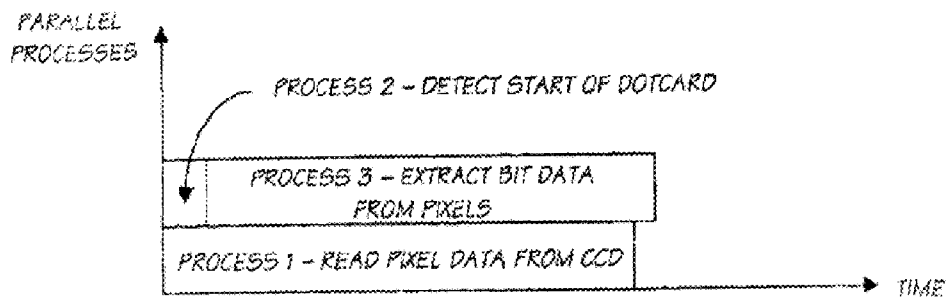 PARALLEL
PROCESSES
PROCESS 2 – DETECT START OF DOTCARD
PROCESS 3 – EXTRACT BIT DATA
FROM PIXELS
PROCESS 1 – READ PIXEL DATA FROM CCD
TIME